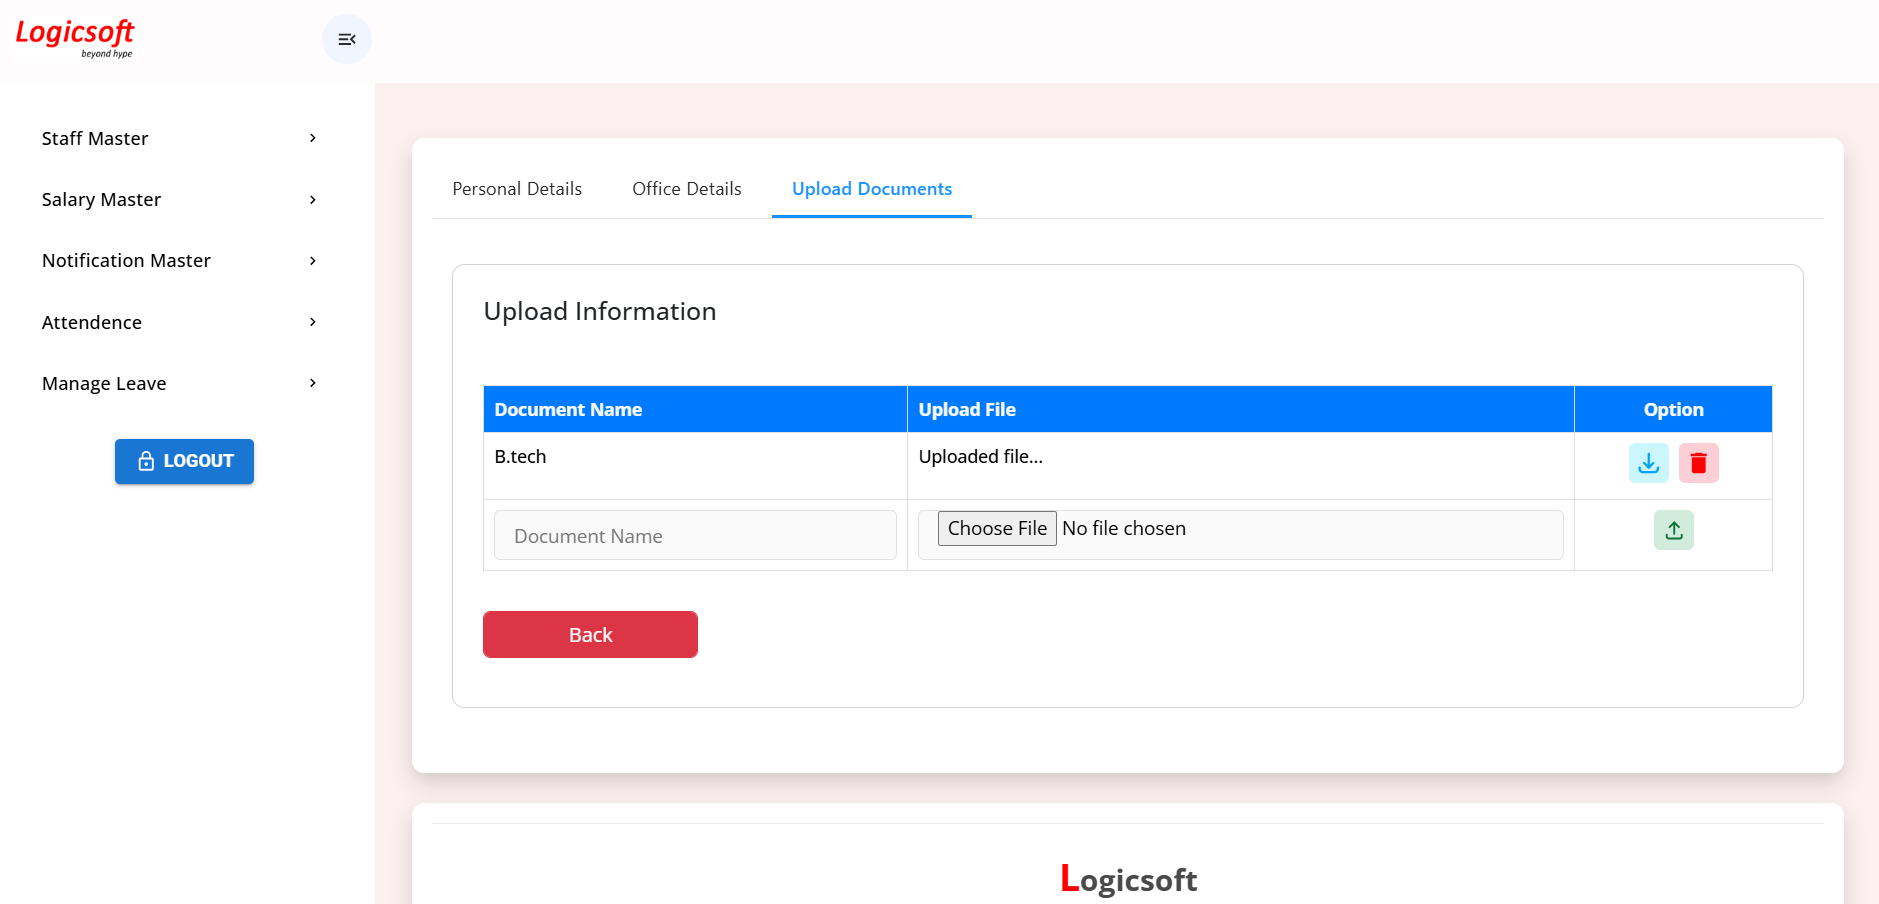 Logicsoft
beyond hype
Staff Master
Salary Master
Notification Master
Attendence
Manage Leave
LOGOUT
Personal Details Office Details Upload Documents
Upload Information
Document Name Upload File Option
B.tech Uploaded file...
Document Name Choose File No file chosen
Back
Logicsoft